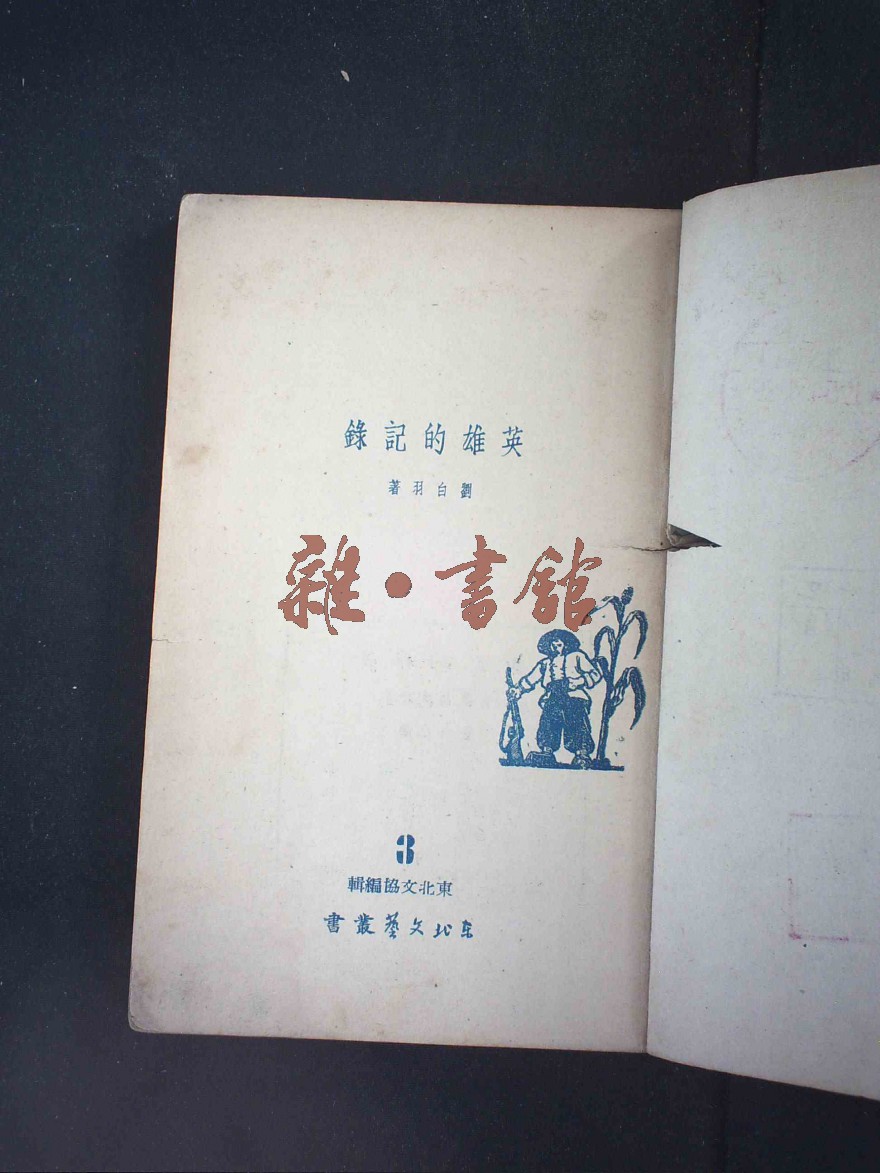 英雄的記錄
劉白羽著
雜·書館
3
東北文協編輯
东北文藝叢書